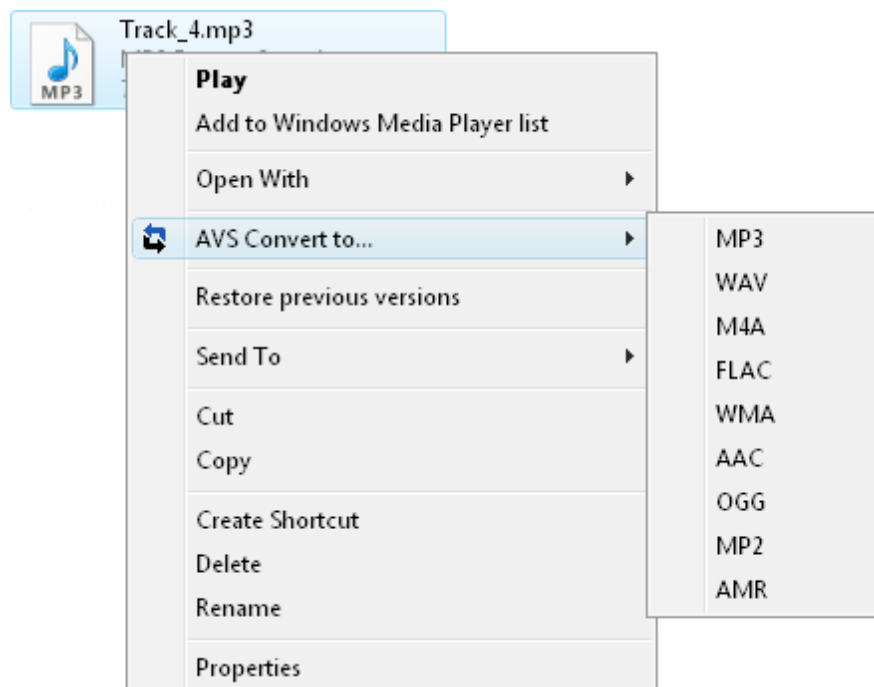 Track_4.mp3
MP3
Play
Add to Windows Media Player list
Open With
AVS Convert to...
Restore previous versions
Send To
Cut
Copy
Create Shortcut
Delete
Rename
Properties
MP3
WAV
M4A
FLAC
WMA
AAC
OGG
MP2
AMR